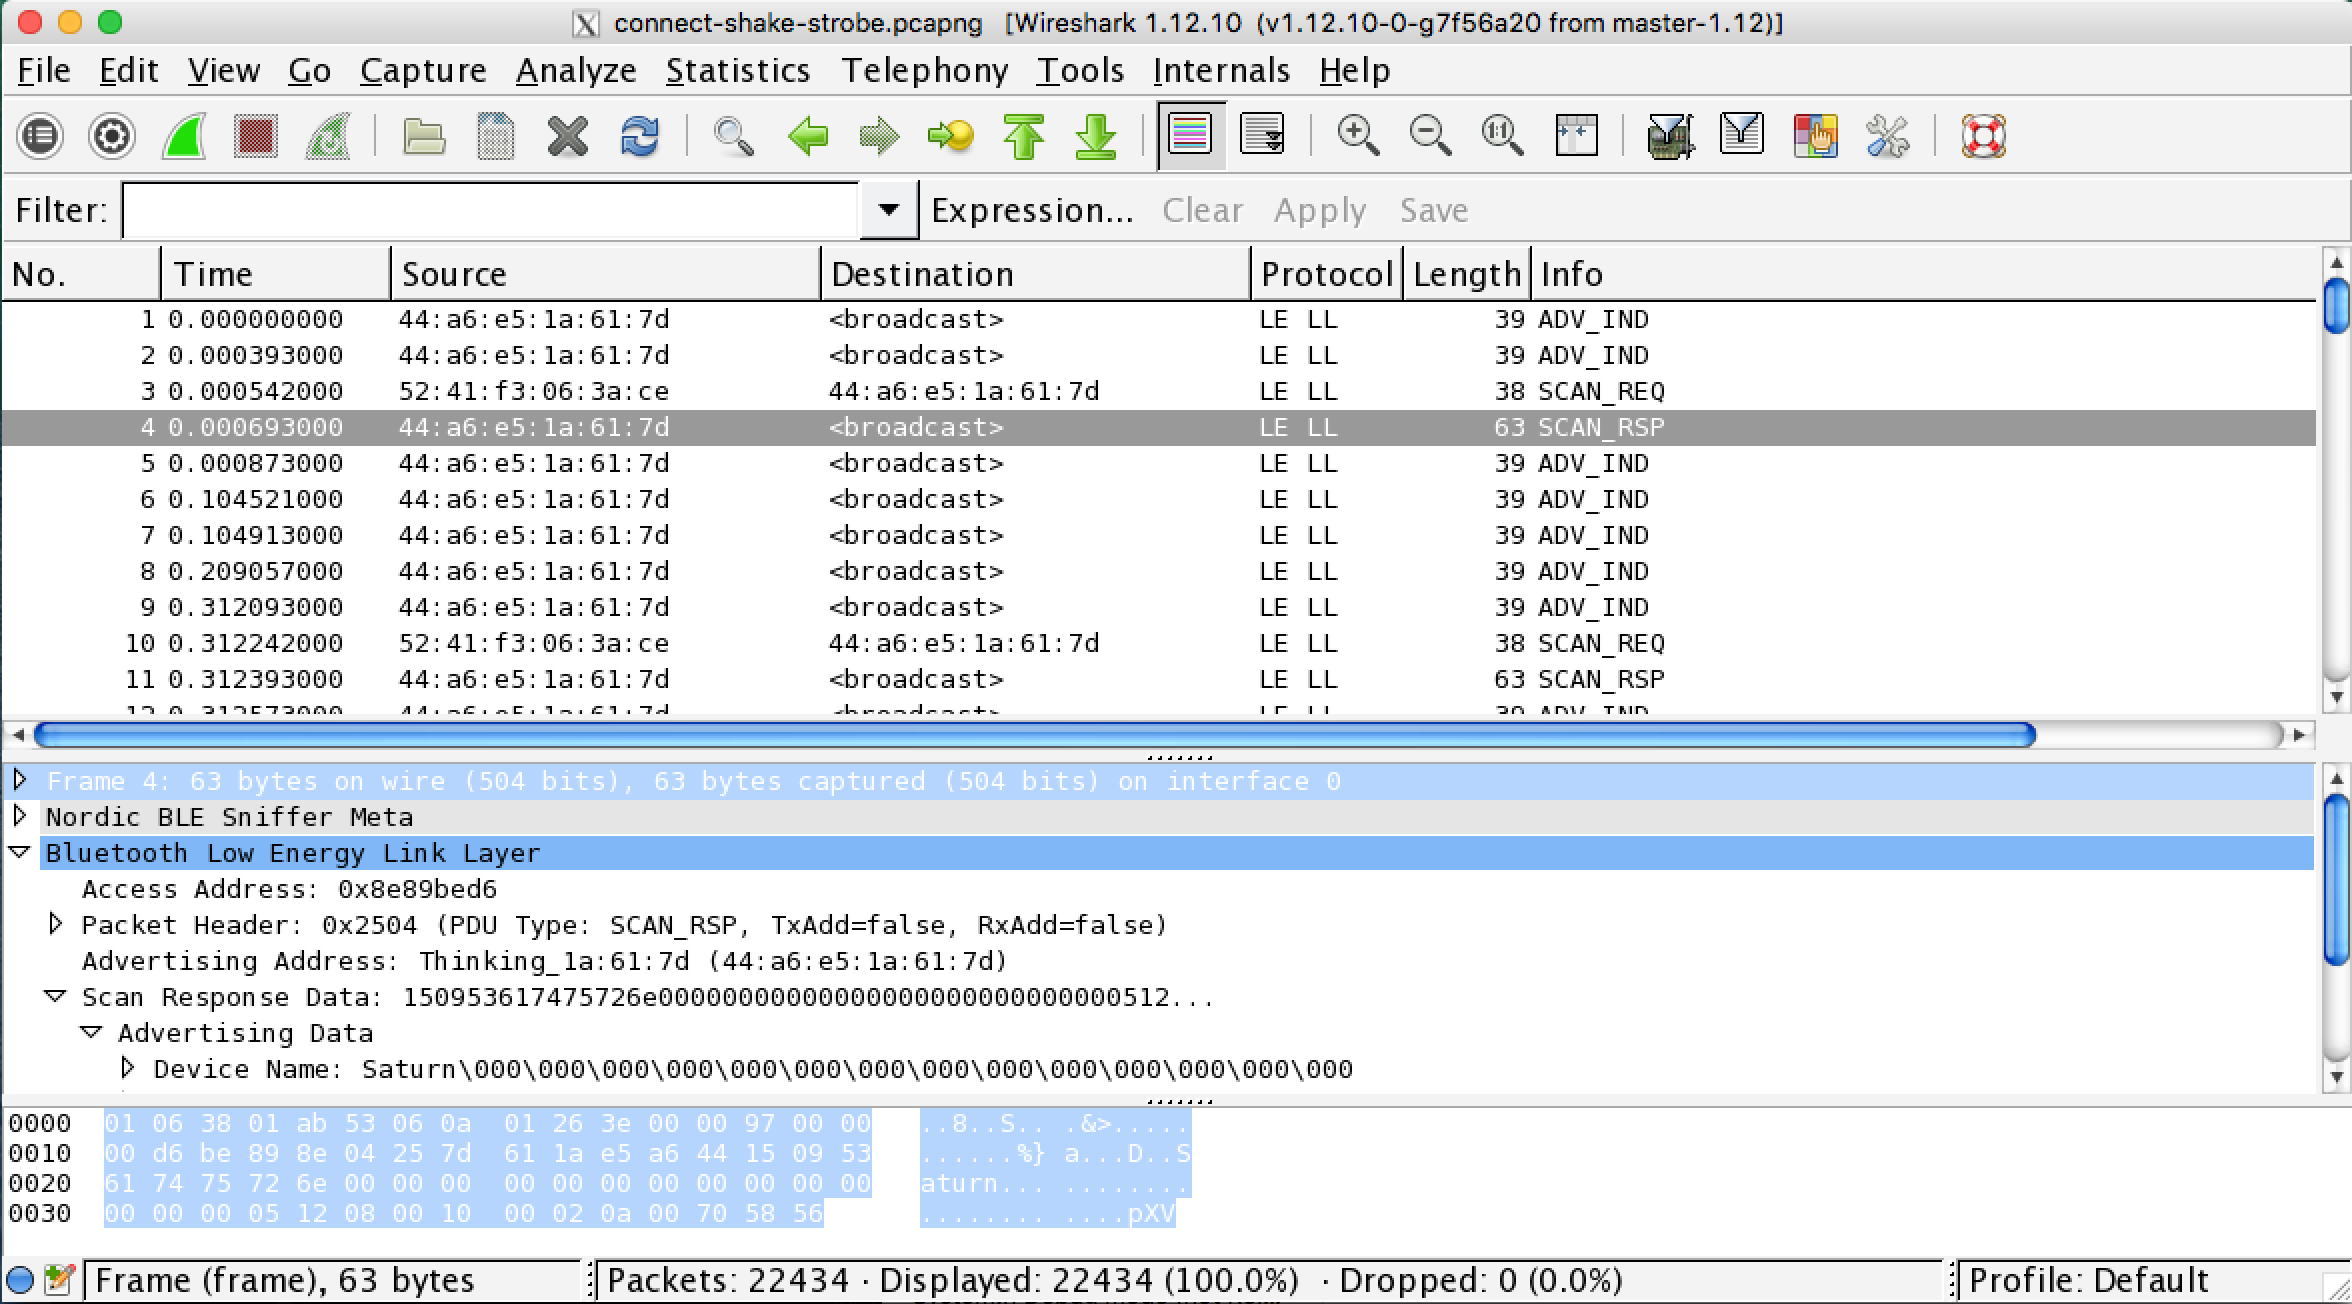 connect-shake-strobe.pcapng [Wireshark 1.12.10 (v1.12.10-0-g7f56a20 from master-1.12)]
File Edit View Go Capture Analyze Statistics Telephony Tools Internals Help
Filter: Expression... Clear Apply Save
No. Time Source Destination Protocol Length Info
1 0.000000000 44:a6:e5:1a:61:7d <broadcast> LE LL 39 ADV_IND
2 0.000393000 44:a6:e5:1a:61:7d <broadcast> LE LL 39 ADV_IND
3 0.000542000 52:41:f3:06:3a:ce 44:a6:e5:1a:61:7d LE LL 38 SCAN_REQ
4 0.000693000 44:a6:e5:1a:61:7d <broadcast> LE LL 63 SCAN_RSP
5 0.000873000 44:a6:e5:1a:61:7d <broadcast> LE LL 39 ADV_IND
6 0.104521000 44:a6:e5:1a:61:7d <broadcast> LE LL 39 ADV_IND
7 0.104913000 44:a6:e5:1a:61:7d <broadcast> LE LL 39 ADV_IND
8 0.209057000 44:a6:e5:1a:61:7d <broadcast> LE LL 39 ADV_IND
9 0.312093000 44:a6:e5:1a:61:7d <broadcast> LE LL 39 ADV_IND
10 0.312242000 52:41:f3:06:3a:ce 44:a6:e5:1a:61:7d LE LL 38 SCAN_REQ
11 0.312393000 44:a6:e5:1a:61:7d <broadcast> LE LL 63 SCAN_RSP
12 0.312573000 44:a6:e5:1a:61:7d <broadcast> LE LL 39 ADV_IND
Frame 4: 63 bytes on wire (504 bits), 63 bytes captured (504 bits) on interface 0
Nordic BLE Sniffer Meta
Bluetooth Low Energy Link Layer
Access Address: 0x8e89bed6
Packet Header: 0x2504 (PDU Type: SCAN_RSP, TxAdd=false, RxAdd=false)
Advertising Address: Thinking_1a:61:7d (44:a6:e5:1a:61:7d)
Scan Response Data: 150953617475726e000000000000000000000000000000512...
Advertising Data
Device Name: Saturn\000\000\000\000\000\000\000\000\000\000\000\000\000\000
0000 01 06 38 01 ab 53 06 0a 01 26 3e 00 00 97 00 00 ..8..S.. .&>.....
0010 00 d6 be 89 8e 04 25 7d 61 1a e5 a6 44 15 09 53 ......%} a...D..S
0020 61 74 75 72 6e 00 00 00 00 00 00 00 00 00 00 00 aturn... ........
0030 00 00 00 05 12 08 00 10 00 02 0a 00 70 58 56 ........ ....pXV
Frame (frame), 63 bytes Packets: 22434 · Displayed: 22434 (100.0%) · Dropped: 0 (0.0%) Profile: Default